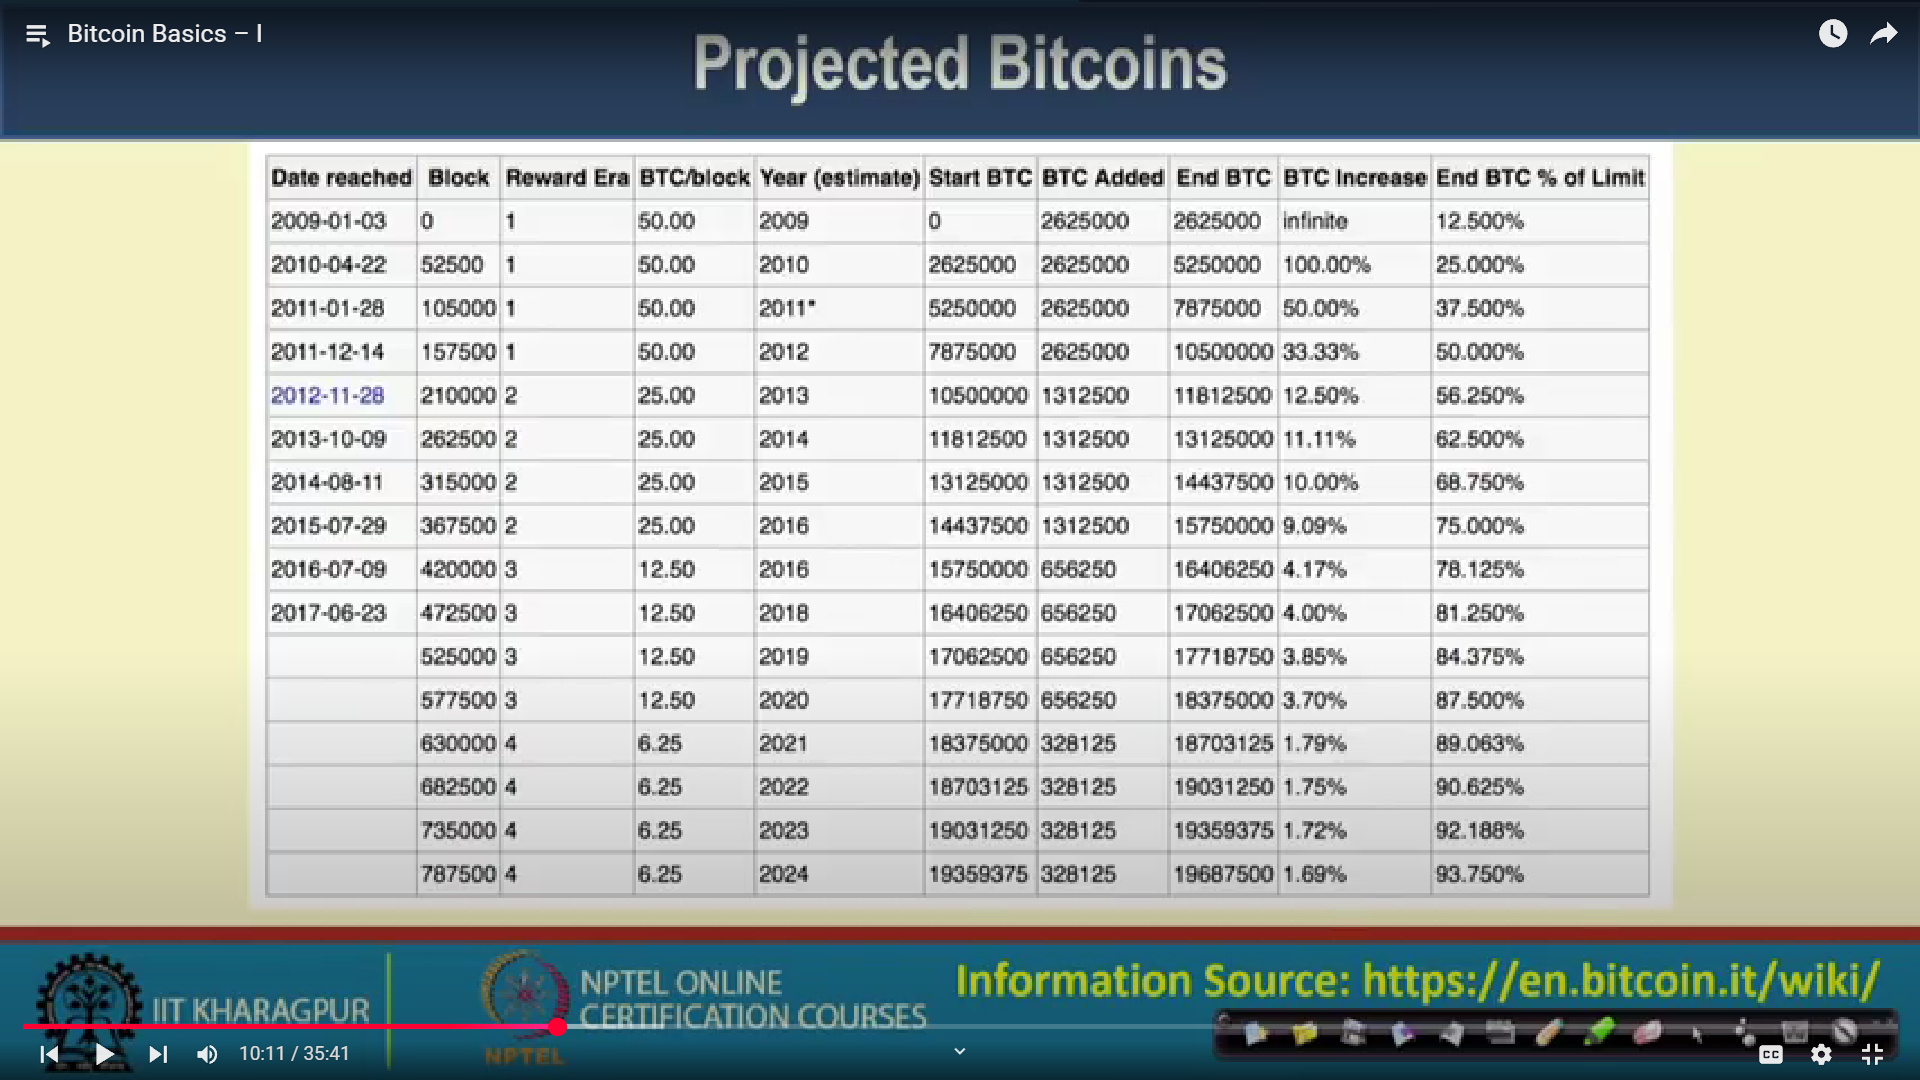 Bitcoin Basics – I
Projected Bitcoins
Date reached Block Reward Era BTC/block Year (estimate) Start BTC BTC Added End BTC BTC Increase End BTC % of Limit
2009-01-03 0 1 50.00 2009 0 2625000 2625000 infinite 12.500%
2010-04-22 52500 1 50.00 2010 2625000 2625000 5250000 100.00% 25.000%
2011-01-28 105000 1 50.00 2011* 5250000 2625000 7875000 50.00% 37.500%
2011-12-14 157500 1 50.00 2012 7875000 2625000 10500000 33.33% 50.000%
2012-11-28 210000 2 25.00 2013 10500000 1312500 11812500 12.50% 56.250%
2013-10-09 262500 2 25.00 2014 11812500 1312500 13125000 11.11% 62.500%
2014-08-11 315000 2 25.00 2015 13125000 1312500 14437500 10.00% 68.750%
2015-07-29 367500 2 25.00 2016 14437500 1312500 15750000 9.09% 75.000%
2016-07-09 420000 3 12.50 2016 15750000 656250 16406250 4.17% 78.125%
2017-06-23 472500 3 12.50 2018 16406250 656250 17062500 4.00% 81.250%
525000 3 12.50 2019 17062500 656250 17718750 3.85% 84.375%
577500 3 12.50 2020 17718750 656250 18375000 3.70% 87.500%
630000 4 6.25 2021 18375000 328125 18703125 1.79% 89.063%
682500 4 6.25 2022 18703125 328125 19031250 1.75% 90.625%
735000 4 6.25 2023 19031250 328125 19359375 1.72% 92.188%
787500 4 6.25 2024 19359375 328125 19687500 1.69% 93.750%
IIT KHARAGPUR
NPTEL
NPTEL ONLINE
CERTIFICATION COURSES
Information Source: https://en.bitcoin.it/wiki/
10:11 / 35:41
CC